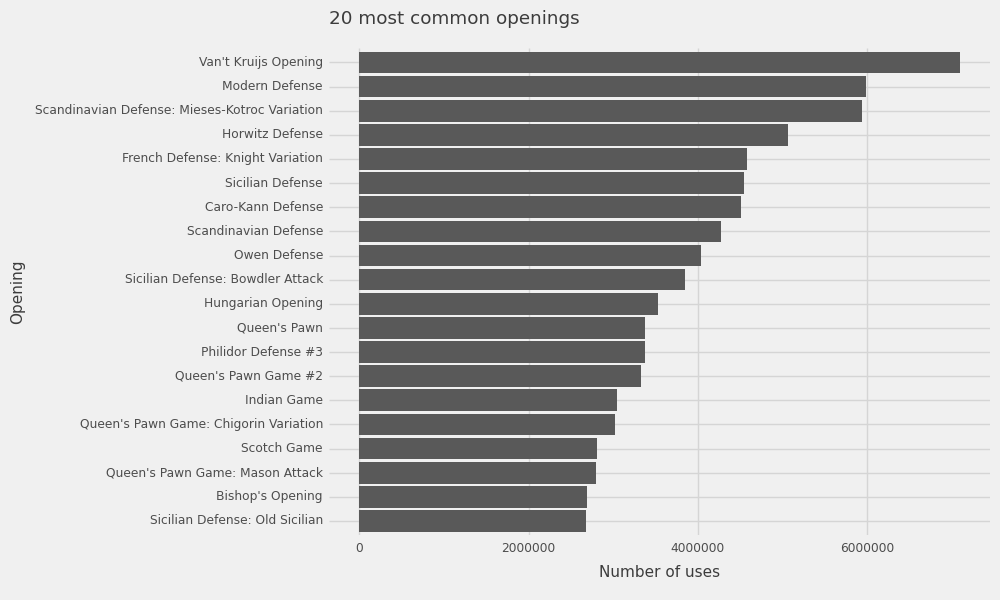 20 most common openings
Opening
Van't Kruijs Opening
Modern Defense
Scandinavian Defense: Mieses-Kotroc Variation
Horwitz Defense
French Defense: Knight Variation
Sicilian Defense
Caro-Kann Defense
Scandinavian Defense
Owen Defense
Sicilian Defense: Bowdler Attack
Hungarian Opening
Queen's Pawn
Philidor Defense #3
Queen's Pawn Game #2
Indian Game
Queen's Pawn Game: Chigorin Variation
Scotch Game
Queen's Pawn Game: Mason Attack
Bishop's Opening
Sicilian Defense: Old Sicilian
0 2000000 4000000 6000000
Number of uses